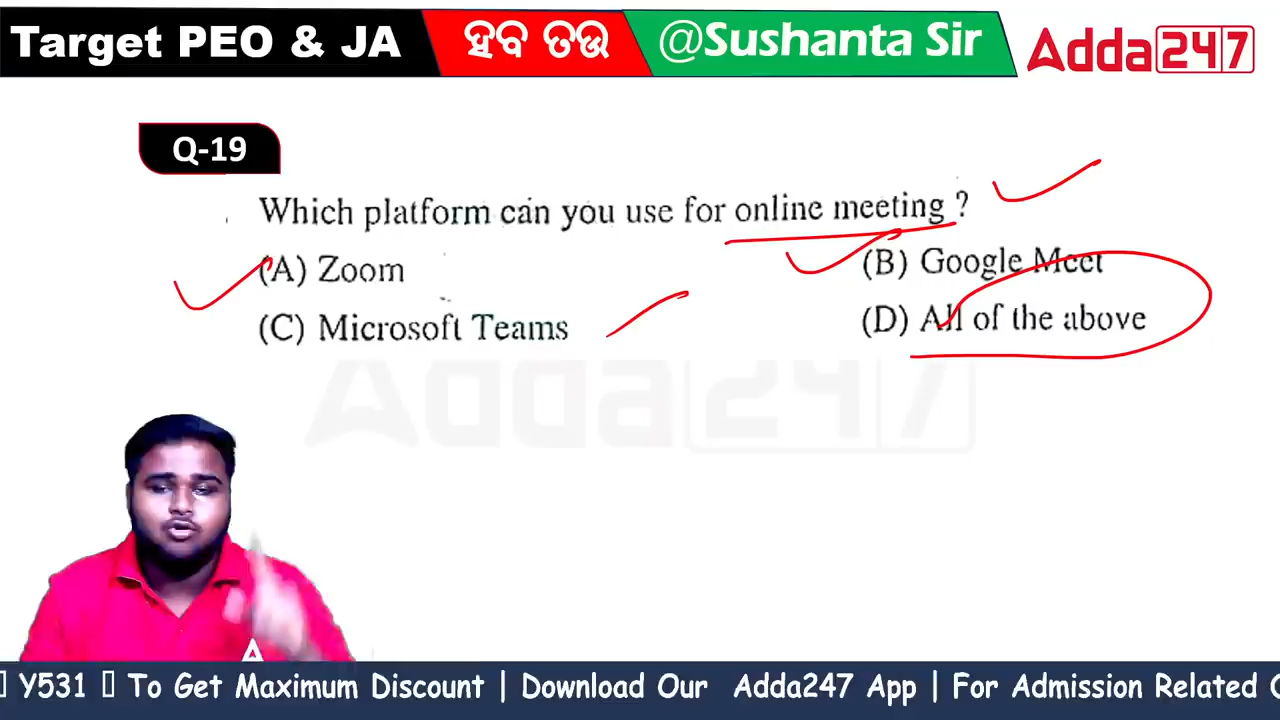 Target PEO & JA ହବ ତଉ @Sushanta Sir Adda247
Q-19
Which platform can you use for online meeting ?
(A) Zoom (B) Google Meet
(C) Microsoft Teams (D) All of the above
Adda247
Y531 To Get Maximum Discount | Download Our Adda247 App | For Admission Related